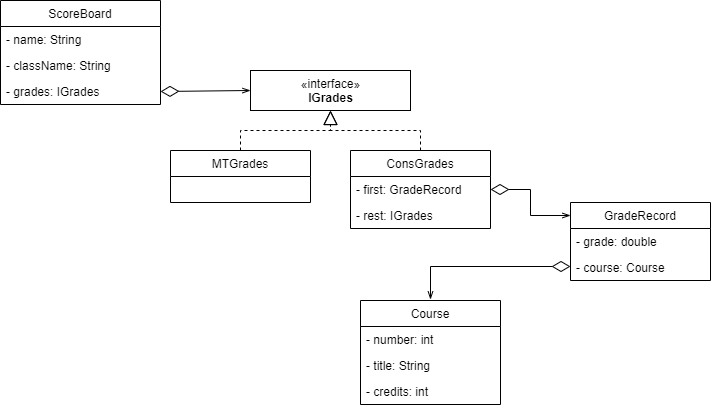 ScoreBoard
- name: String
- className: String
- grades: IGrades
«interface»
IGrades
MTGrades
ConsGrades
- first: GradeRecord
- rest: IGrades
GradeRecord
- grade: double
- course: Course
Course
- number: int
- title: String
- credits: int